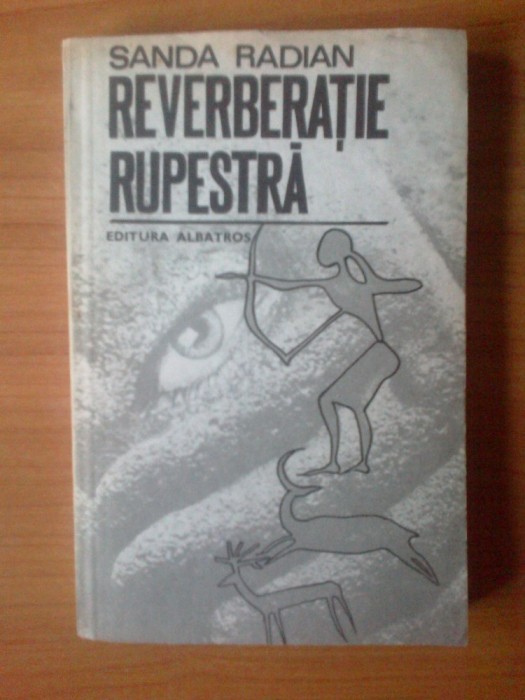 SANDA RADIAN
REVERBERAȚIE
RUPESTRĂ
EDITURA ALBATROS